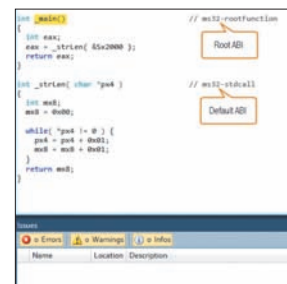 int _main()                // ms32-rootfunction
{
  int eax;
  eax = _strLen( &Sx2000 );
  return eax;
}
Root ABI
int _strLen( char *px4 )   // ms32-stdcall
{
  int mx8;
  mx8 = 0x00;
  while( *px4 != 0 ) {
    px4 = px4 + 0x01;
    mx8 = mx8 + 0x01;
  }
  return mx8;
}
Default ABI
Issues
0 Errors 0 Warnings 0 Infos
Name Location Description